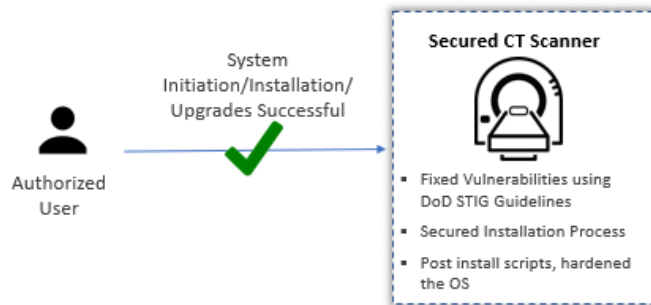 System
Initiation/Installation/
Upgrades Successful
Authorized
User
Secured CT Scanner
▪ Fixed Vulnerabilities using
DoD STIG Guidelines
▪ Secured Installation Process
▪ Post install scripts, hardened
the OS